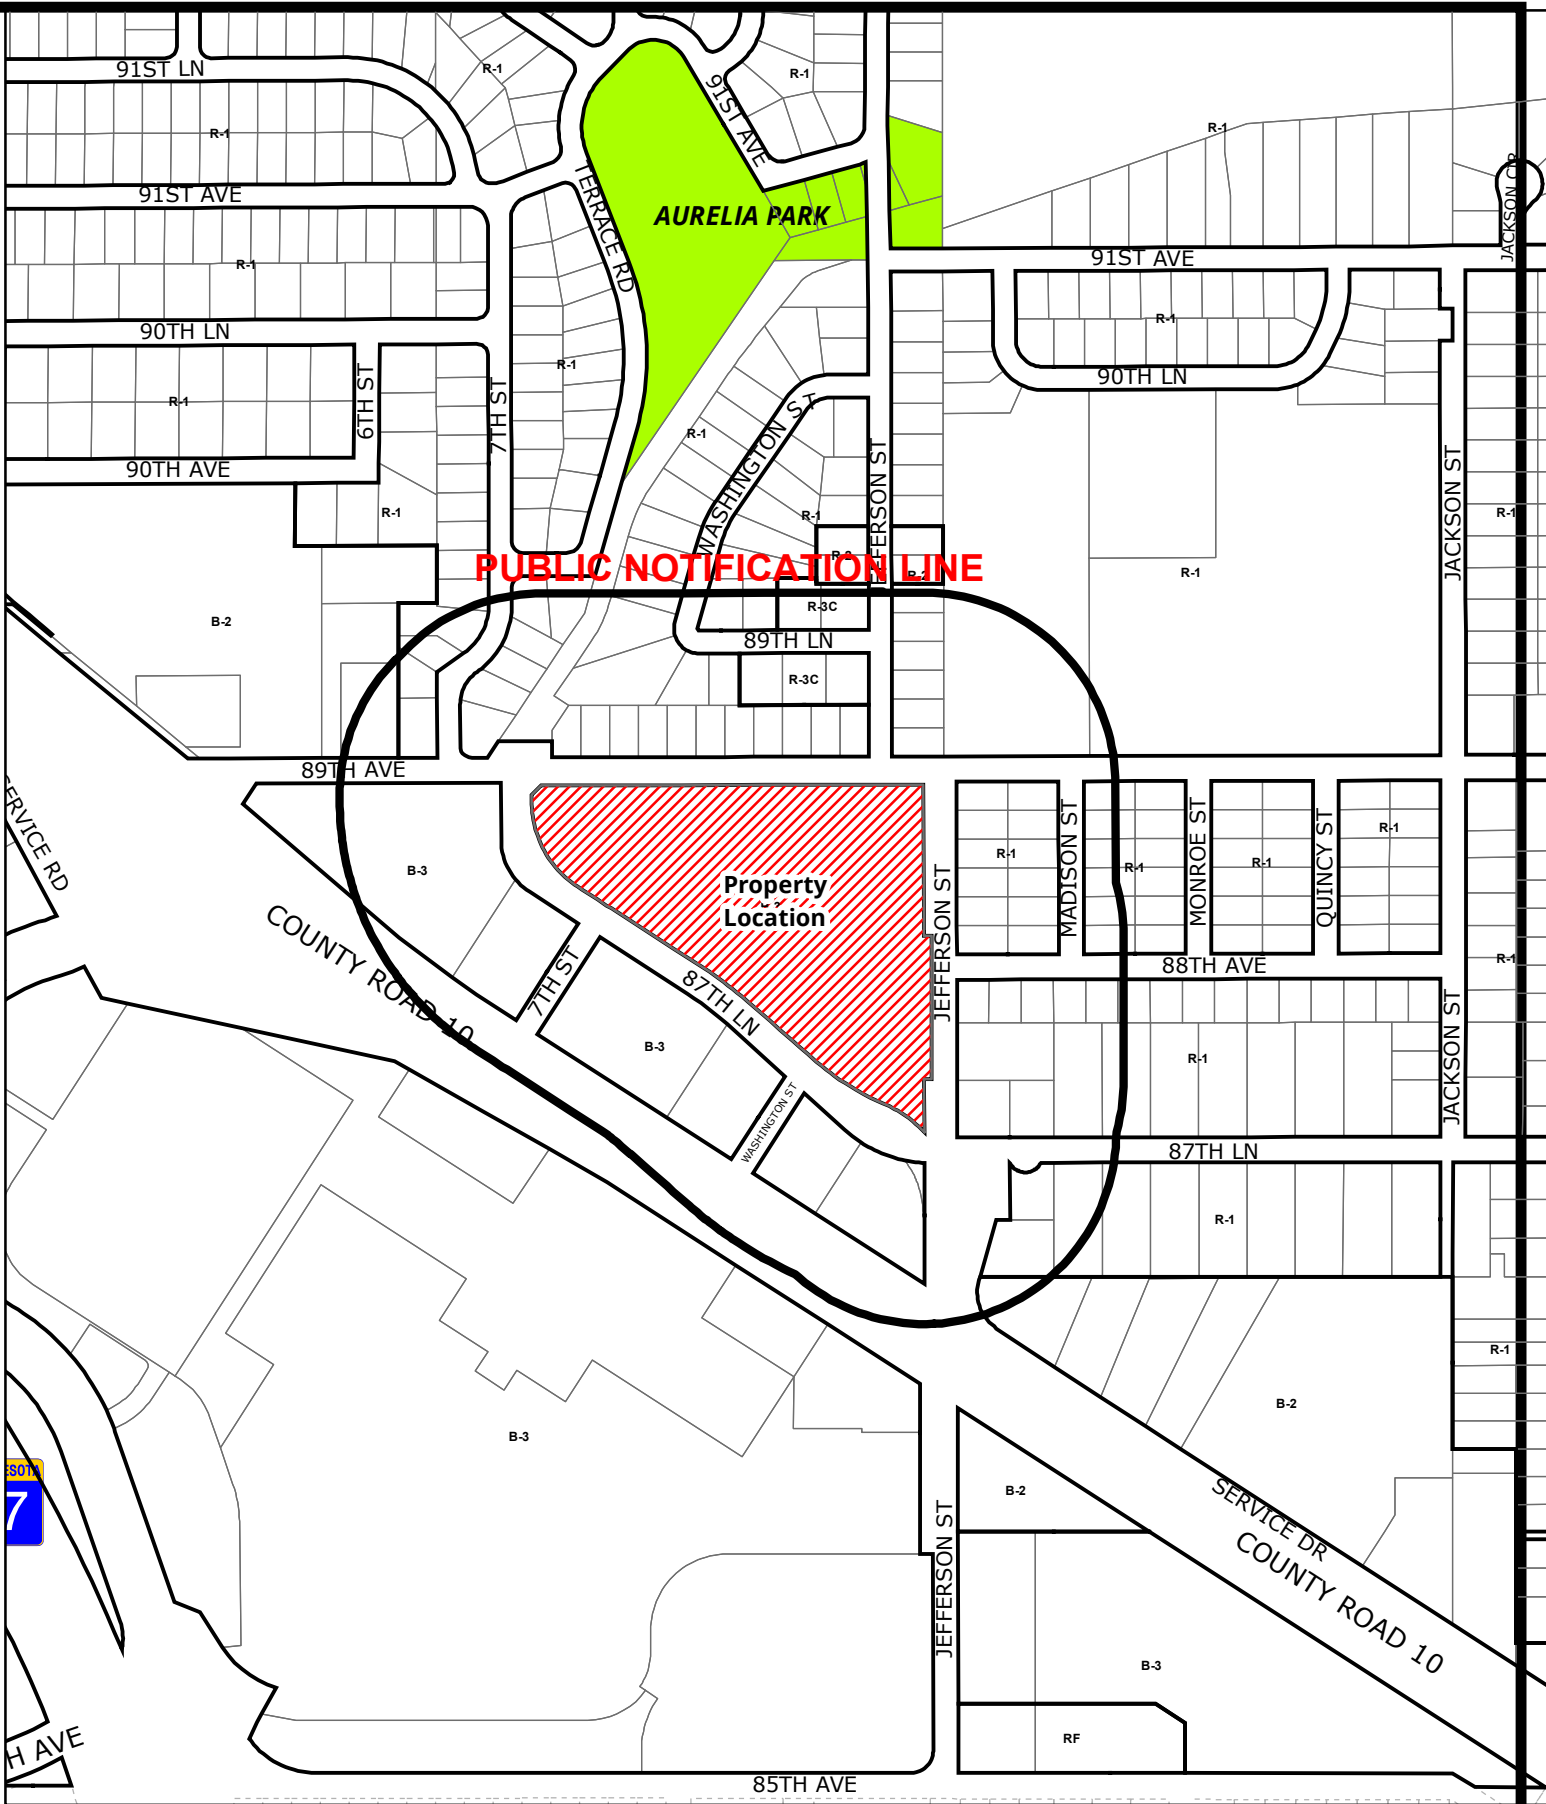 91ST LN
R-1
R-1
R-1
R-1
91ST AVE
91ST AVE
TERRACE RD
AURELIA PARK
JACKSON CIR
91ST AVE
R-1
90TH LN
R-1
R-1
90TH LN
6TH ST
7TH ST
R-1
R-1
WASHINGTON ST
JEFFERSON ST
JACKSON ST
90TH AVE
R-1
R-1
R-1
R-2
R-2
PUBLIC NOTIFICATION LINE
R-1
R-3C
B-2
89TH LN
R-3C
89TH AVE
SERVICE RD
R-1
R-1
R-1
R-1
MADISON ST
MONROE ST
QUINCY ST
B-3
Property
Location
JEFFERSON ST
COUNTY ROAD 10
7TH ST
87TH LN
88TH AVE
R-1
B-3
R-1
JACKSON ST
WASHINGTON ST
87TH LN
R-1
R-1
B-2
B-3
ESOTA
7
B-2
SERVICE DR
COUNTY ROAD 10
JEFFERSON ST
B-3
RF
H AVE
85TH AVE